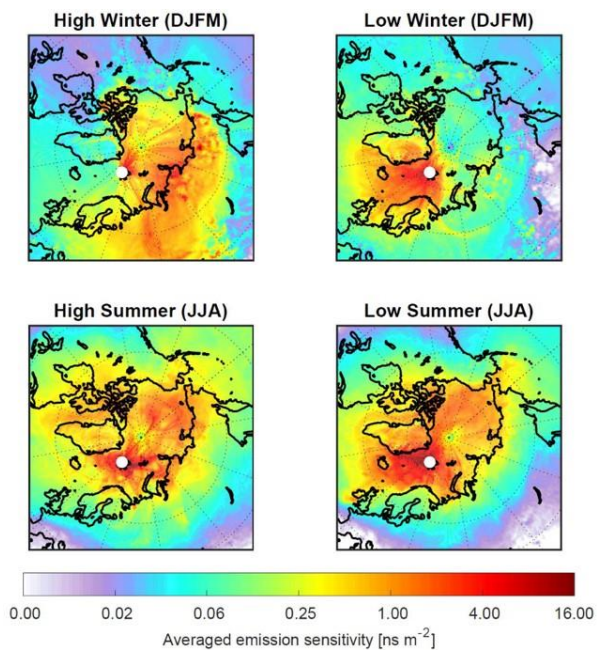 High Winter (DJFM) Low Winter (DJFM)
High Summer (JJA) Low Summer (JJA)
0.00 0.02 0.06 0.25 1.00 4.00 16.00
Averaged emission sensitivity [ns m⁻²]